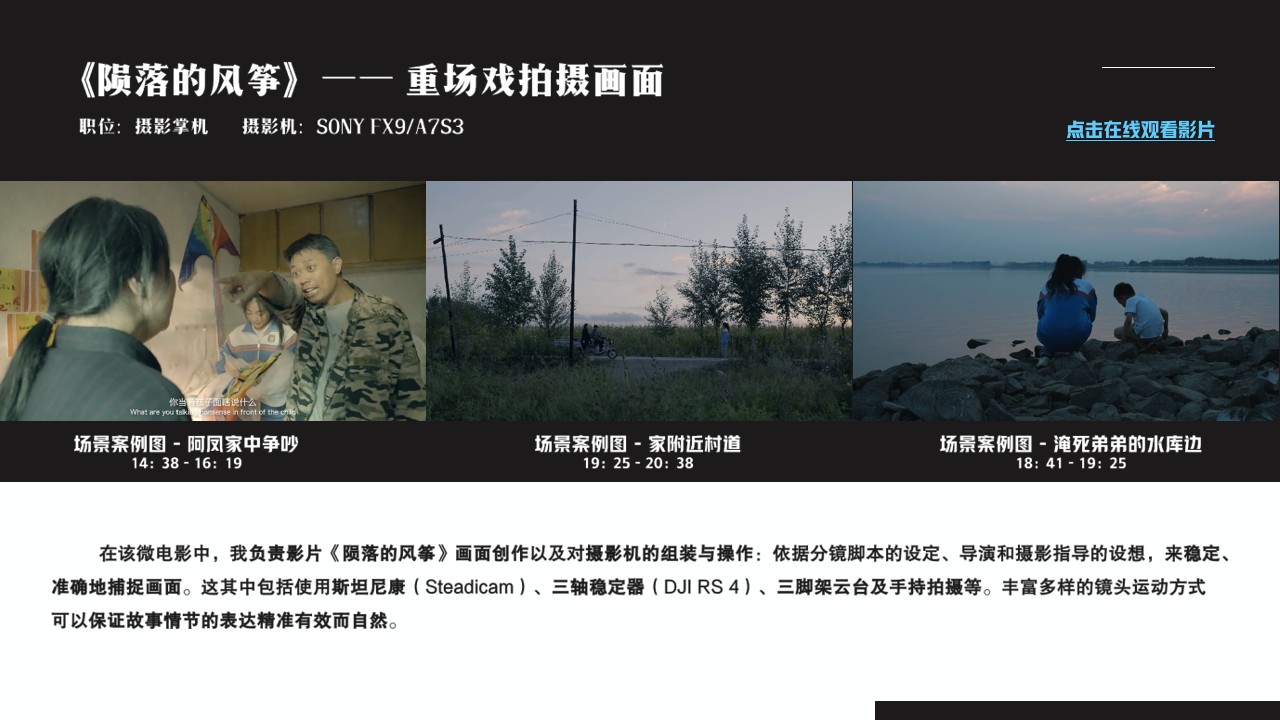 《陨落的风筝》 —— 重场戏拍摄画面
职位：摄影掌机 摄影机：SONY FX9/A7S3
点击在线观看影片
你当着孩子面瞎说什么
What are you talking nonsense in front of the child
场景案例图 - 阿凤家中争吵
14：38 - 16：19
场景案例图 - 家附近村道
19：25 - 20：38
场景案例图 - 淹死弟弟的水库边
18：41 - 19：25
在该微电影中，我负责影片《陨落的风筝》画面创作以及对摄影机的组装与操作：依据分镜脚本的设定、导演和摄影指导的设想，来稳定、
准确地捕捉画面。这其中包括使用斯坦尼康（Steadicam）、三轴稳定器（DJI RS 4）、三脚架云台及手持拍摄等。丰富多样的镜头运动方式
可以保证故事情节的表达精准有效而自然。